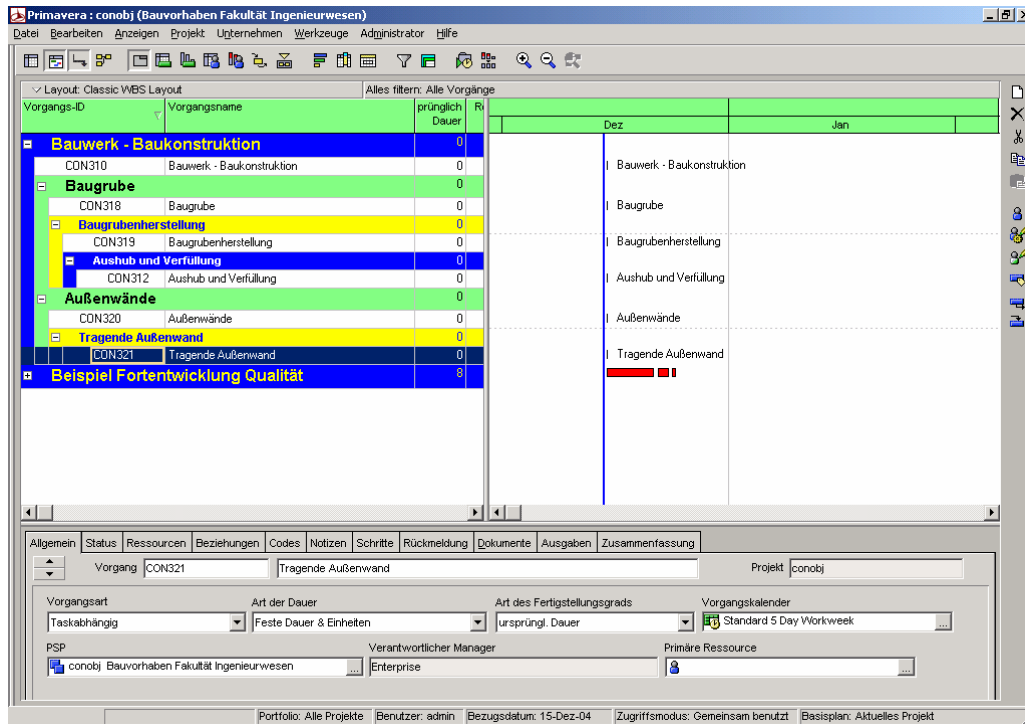 Primavera : conobj (Bauvorhaben Fakultät Ingenieurwesen)
Datei Bearbeiten Anzeigen Projekt Unternehmen Werkzeuge Administrator Hilfe
Layout: Classic WBS Layout Alles filtern: Alle Vorgänge
Vorgangs-ID Vorgangsname prünglich Dauer R
Dez Jan
Bauwerk - Baukonstruktion 0
CON310 Bauwerk - Baukonstruktion 0 Bauwerk - Baukonstruktion
Baugrube 0
CON318 Baugrube 0 Baugrube
Baugrubenherstellung 0
CON319 Baugrubenherstellung 0 Baugrubenherstellung
Aushub und Verfüllung 0
CON312 Aushub und Verfüllung 0 Aushub und Verfüllung
Außenwände 0
CON320 Außenwände 0 Außenwände
Tragende Außenwand 0
CON321 Tragende Außenwand 0 Tragende Außenwand
Beispiel Fortentwicklung Qualität 8
Allgemein Status Ressourcen Beziehungen Codes Notizen Schritte Rückmeldung Dokumente Ausgaben Zusammenfassung
Vorgang CON321 Tragende Außenwand Projekt conobj
Vorgangsart Art der Dauer Art des Fertigstellungsgrads Vorgangskalender
Taskabhängig Feste Dauer & Einheiten ursprüngl. Dauer Standard 5 Day Workweek ...
PSP Verantwortlicher Manager Primäre Ressource
conobj Bauvorhaben Fakultät Ingenieurwesen ... Enterprise ...
Portfolio: Alle Projekte Benutzer: admin Bezugsdatum: 15-Dez-04 Zugriffsmodus: Gemeinsam benutzt Basisplan: Aktuelles Projekt